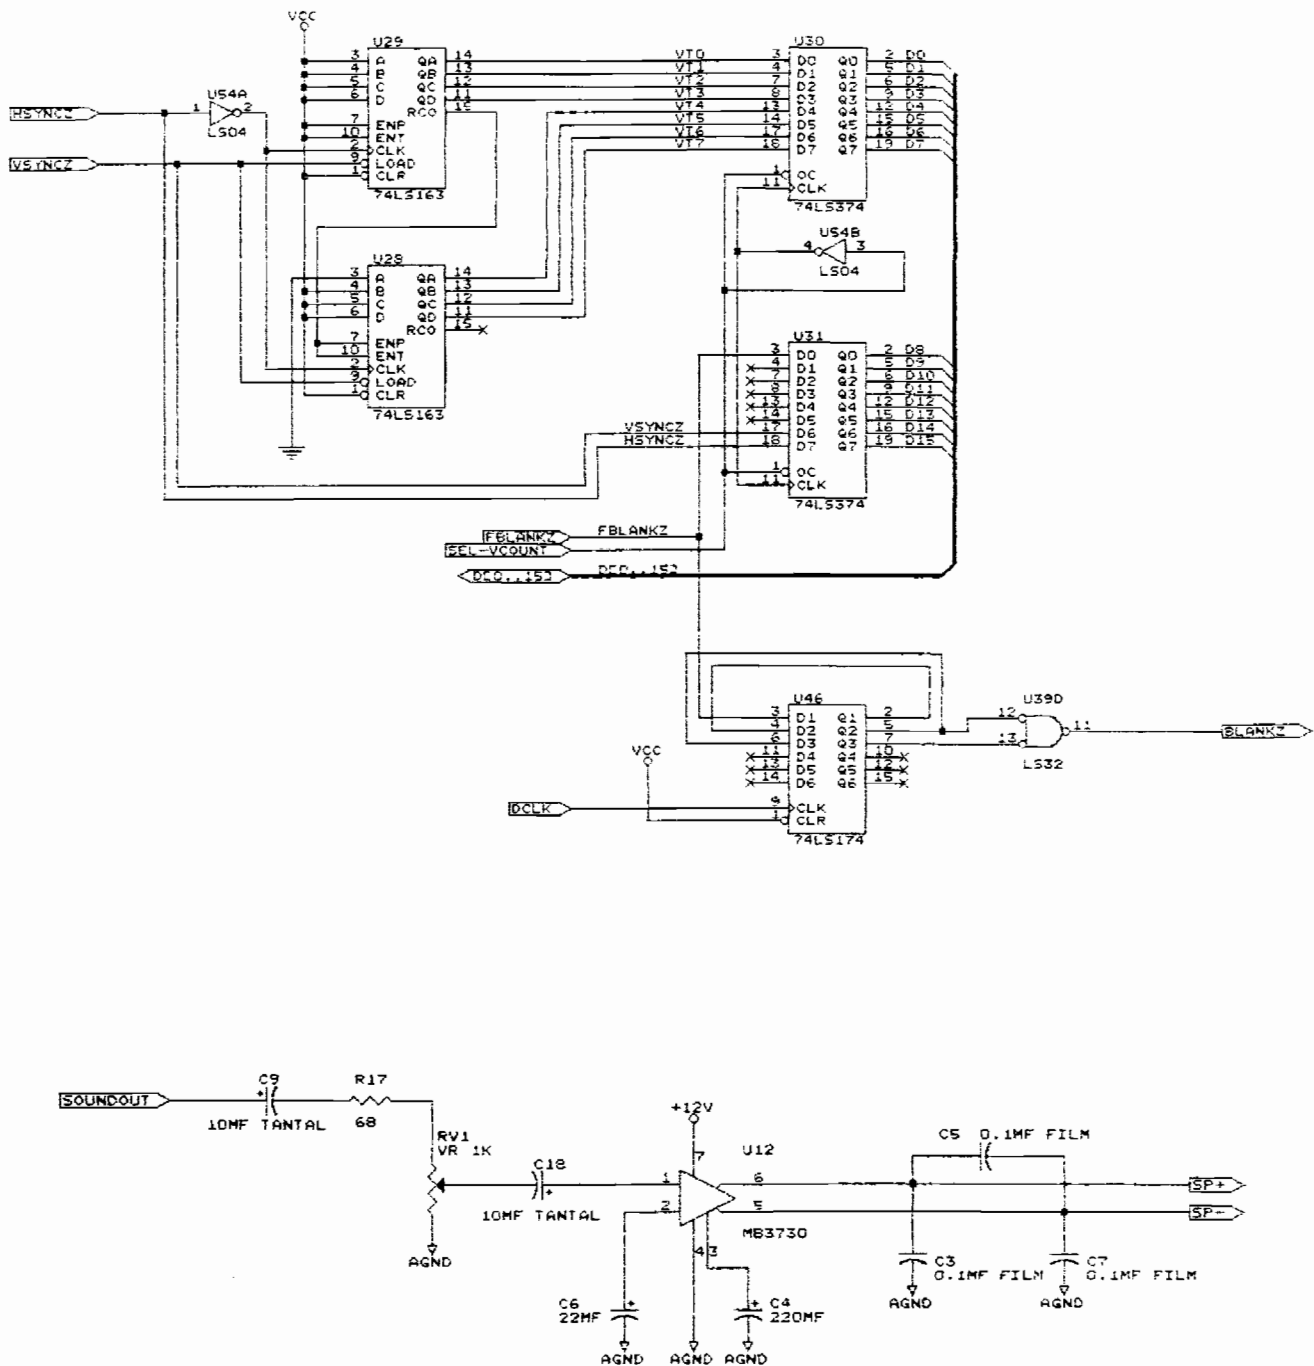 VCC
U29
3 A QA 14 VT0
4 B QB 13 VT1
5 C QC 12 VT2
6 D QD 11 VT3
RCO 15 VT4
7 ENP VT5
10 ENT VT6
2 CLK VT7
9 LOAD
1 CLR
74LS163
HSYNCZ
1 U54A 2
LS04
VSYNCZ
U30
3 D0 Q0 2 D0
4 D1 Q1 5 D1
7 D2 Q2 6 D2
8 D3 Q3 9 D3
13 D4 Q4 12 D4
14 D5 Q5 15 D5
17 D6 Q6 16 D6
18 D7 Q7 19 D7
1 OC
11 CLK
74LS374
U54B
4 3
LS04
U28
3 A QA 14
4 B QB 13
5 C QC 12
6 D QD 11
RCO 15
7 ENP
10 ENT
2 CLK
9 LOAD
1 CLR
74LS163
U31
3 D0 Q0 2 D8
4 D1 Q1 5 D9
7 D2 Q2 6 D10
8 D3 Q3 9 D11
13 D4 Q4 12 D12
14 D5 Q5 15 D13
VSYNCZ 17 D6 Q6 16 D14
HSYNCZ 18 D7 Q7 19 D15
1 OC
11 CLK
74LS374
FBLANKZ FBLANKZ
SEL-VCOUNT
D[0..15] D[0..15]
U46
3 D1 Q1 2
4 D2 Q2 5
6 D3 Q3 7
11 D4 Q4 10
13 D5 Q5 12
14 D6 Q6 15
VCC
DCLK 9 CLK
1 CLR
74LS174
U39D
12
13
11
LS32
BLANKZ
SOUNDOUT
C9
10MF TANTAL
R17
68
RV1
VR 1K
AGND
C18
10MF TANTAL
+12V
7
U12
1
2
6
5
4 3
MB3730
C6
22MF
C4
220MF
AGND AGND AGND
C5 0.1MF FILM
SP+
SP-
C3
0.1MF FILM
C7
0.1MF FILM
AGND AGND